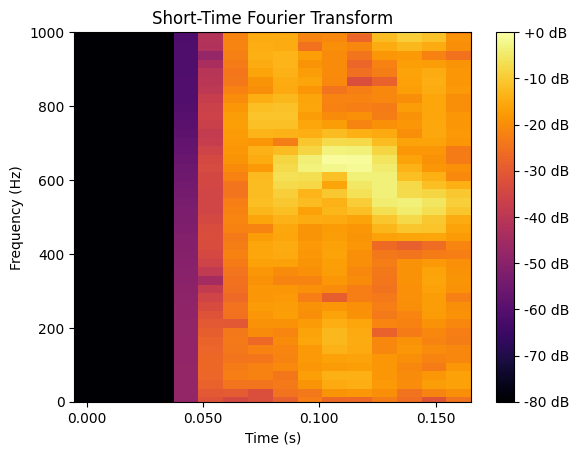 Short-Time Fourier Transform
Frequency (Hz)
1000
800
600
400
200
0
0.000
0.050
0.100
0.150
Time (s)
+0 dB
-10 dB
-20 dB
-30 dB
-40 dB
-50 dB
-60 dB
-70 dB
-80 dB